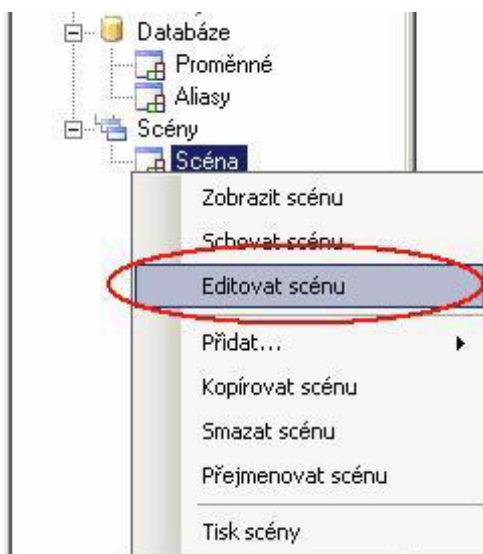 Databáze
Proměnné
Aliasy
Scény
Scéna
Zobrazit scénu
Schovat scénu
Editovat scénu
Přidat...
Kopírovat scénu
Smazat scénu
Přejmenovat scénu
Tisk scény